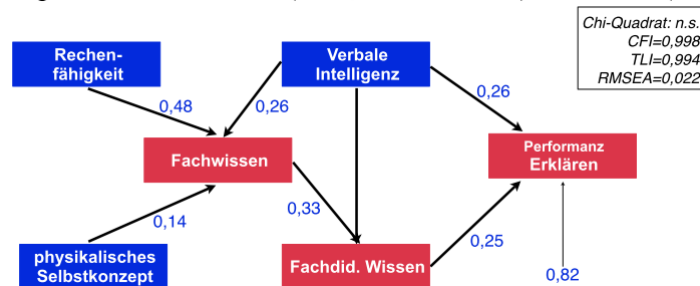 Chi-Quadrat: n.s.
CFI=0,998
TLI=0,994
RMSEA=0,022
Rechen-
fähigkeit
Verbale
Intelligenz
0,48
0,26
0,26
Fachwissen
Performanz
Erklären
0,14
0,33
0,25
physikalisches
Selbstkonzept
Fachdid. Wissen
0,82